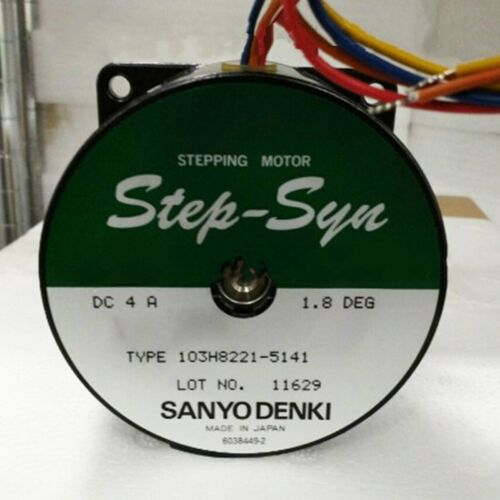 STEPPING MOTOR
Step-Syn
DC 4 A 1.8 DEG
TYPE 103H8221-5141
LOT NO. 11629
SANYO DENKI
MADE IN JAPAN
6038449-2